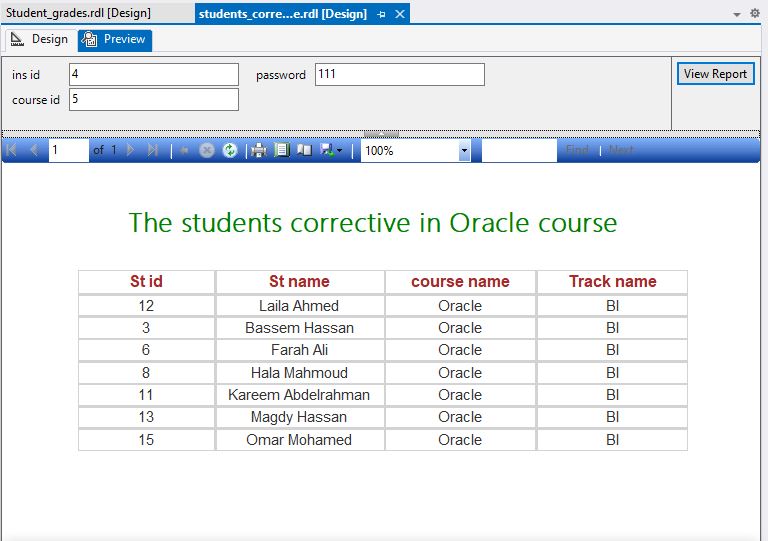 Student_grades.rdl [Design] students_corre...e.rdl [Design]
Design Preview
ins id 4 password 111 View Report
course id 5
1 of 1 100% Find | Next
The students corrective in Oracle course
St id St name course name Track name
12 Laila Ahmed Oracle BI
3 Bassem Hassan Oracle BI
6 Farah Ali Oracle BI
8 Hala Mahmoud Oracle BI
11 Kareem Abdelrahman Oracle BI
13 Magdy Hassan Oracle BI
15 Omar Mohamed Oracle BI